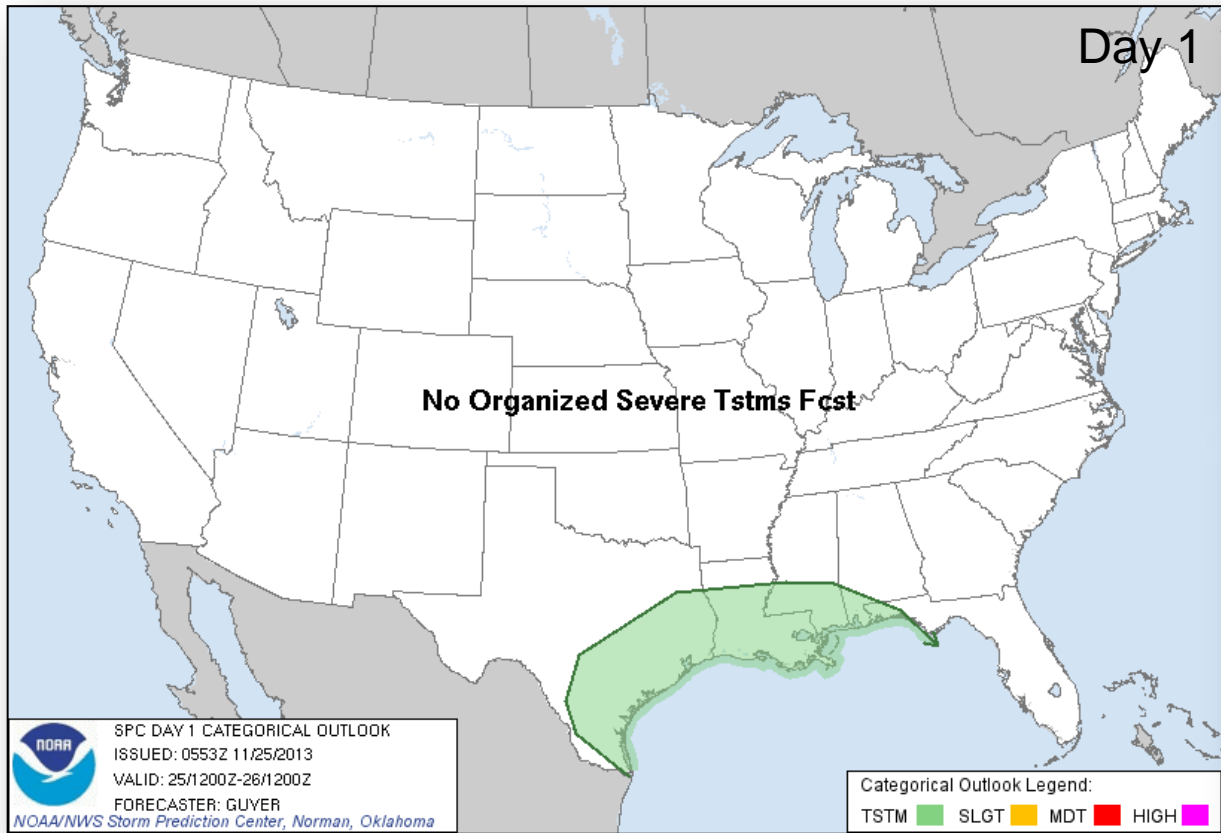 Day 1
No Organized Severe Tstms Fcst
NOAA
SPC DAY 1 CATEGORICAL OUTLOOK
ISSUED: 0553Z 11/25/2013
VALID: 25/1200Z-26/1200Z
FORECASTER: GUYER
NOAA/NWS Storm Prediction Center, Norman, Oklahoma
Categorical Outlook Legend:
TSTM SLGT MDT HIGH